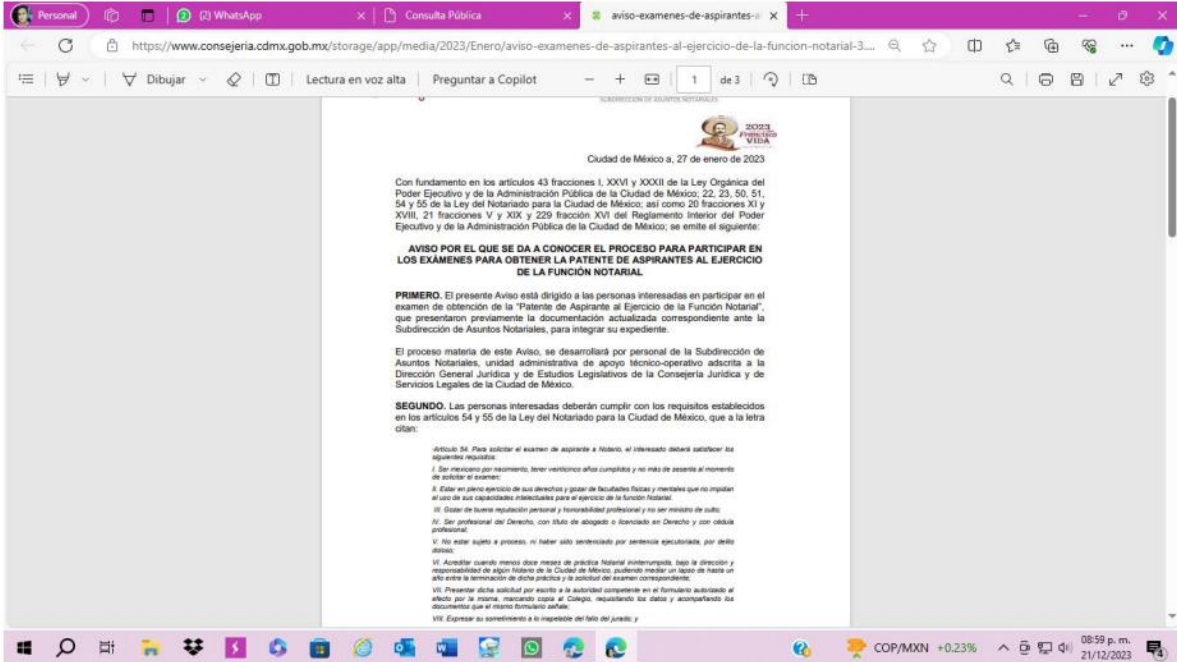 Personal
(2) WhatsApp
Consulta Pública
aviso-examenes-de-aspirantes-a
https://www.consejeria.cdmx.gob.mx/storage/app/media/2023/Enero/aviso-examenes-de-aspirantes-al-ejercicio-de-la-funcion-notarial-3....
Dibujar
Lectura en voz alta
Preguntar a Copilot
1
de 3
SUBDIRECCIÓN DE ASUNTOS NOTARIALES
2023
Francisco
VILLA
Ciudad de México a, 27 de enero de 2023
Con fundamento en los artículos 43 fracciones I, XXVI y XXXII de la Ley Orgánica del
Poder Ejecutivo y de la Administración Pública de la Ciudad de México; 22, 23, 50, 51,
54 y 55 de la Ley del Notariado para la Ciudad de México; así como 20 fracciones XI y
XVIII, 21 fracciones V y XIX y 229 fracción XVI del Reglamento Interior del Poder
Ejecutivo y de la Administración Pública de la Ciudad de México; se emite el siguiente:
AVISO POR EL QUE SE DA A CONOCER EL PROCESO PARA PARTICIPAR EN
LOS EXÁMENES PARA OBTENER LA PATENTE DE ASPIRANTES AL EJERCICIO
DE LA FUNCIÓN NOTARIAL
PRIMERO. El presente Aviso está dirigido a las personas interesadas en participar en el
examen de obtención de la "Patente de Aspirante al Ejercicio de la Función Notarial",
que presentaron previamente la documentación actualizada correspondiente ante la
Subdirección de Asuntos Notariales, para integrar su expediente.
El proceso materia de este Aviso, se desarrollará por personal de la Subdirección de
Asuntos Notariales, unidad administrativa de apoyo técnico-operativo adscrita a la
Dirección General Jurídica y de Estudios Legislativos de la Consejería Jurídica y de
Servicios Legales de la Ciudad de México.
SEGUNDO. Las personas interesadas deberán cumplir con los requisitos establecidos
en los artículos 54 y 55 de la Ley del Notariado para la Ciudad de México, que a la letra
citan:
Artículo 54. Para solicitar el examen de aspirante a Notario, el interesado deberá satisfacer los
siguientes requisitos:
I. Ser mexicano por nacimiento, tener veinticinco años cumplidos y no más de sesenta al momento
de solicitar el examen;
II. Estar en pleno ejercicio de sus derechos y gozar de facultades físicas y mentales que no impidan
el uso de sus capacidades intelectuales para el ejercicio de la función Notarial.
III. Gozar de buena reputación personal y honorabilidad profesional y no ser ministro de culto;
IV. Ser profesional del Derecho, con título de abogado o licenciado en Derecho y con cédula
profesional;
V. No estar sujeto a proceso, ni haber sido sentenciado por sentencia ejecutoriada, por delito
doloso;
VI. Acreditar cuando menos doce meses de práctica Notarial ininterrumpida, bajo la dirección y
responsabilidad de algún Notario de la Ciudad de México, pudiendo mediar un lapso de hasta un
año entre la terminación de dicha práctica y la solicitud del examen correspondiente;
VII. Presentar dicha solicitud por escrito a la autoridad competente en el formulario autorizado al
efecto por la misma, marcando copia al Colegio, requisitando los datos y acompañando los
documentos que el mismo formulario señale;
VIII. Expresar su sometimiento a lo inapelable del fallo del jurado; y
COP/MXN +0.23%
08:59 p. m.
21/12/2023